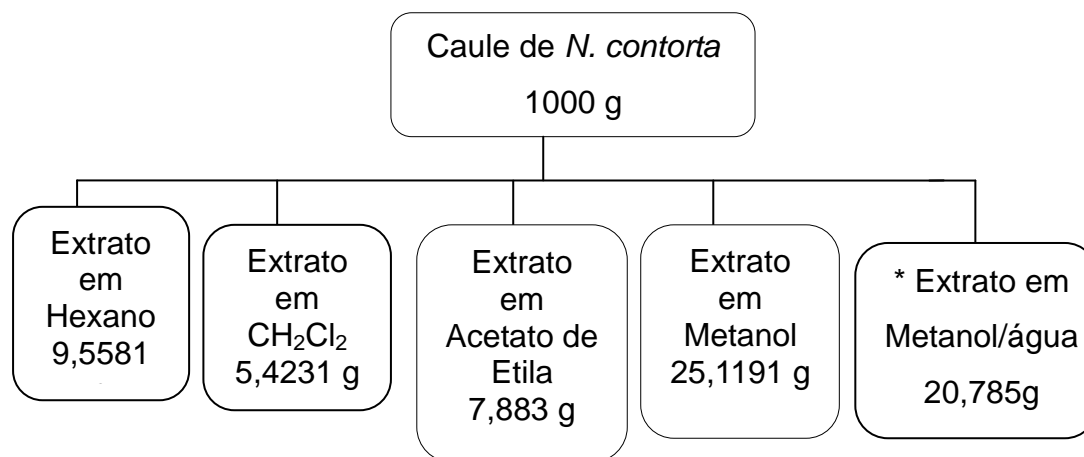 Caule de N. contorta
1000 g
Extrato
em
Hexano
9,5581
Extrato
em
CH₂Cl₂
5,4231 g
Extrato
em
Acetato de
Etila
7,883 g
Extrato
em
Metanol
25,1191 g
* Extrato em
Metanol/água
20,785g